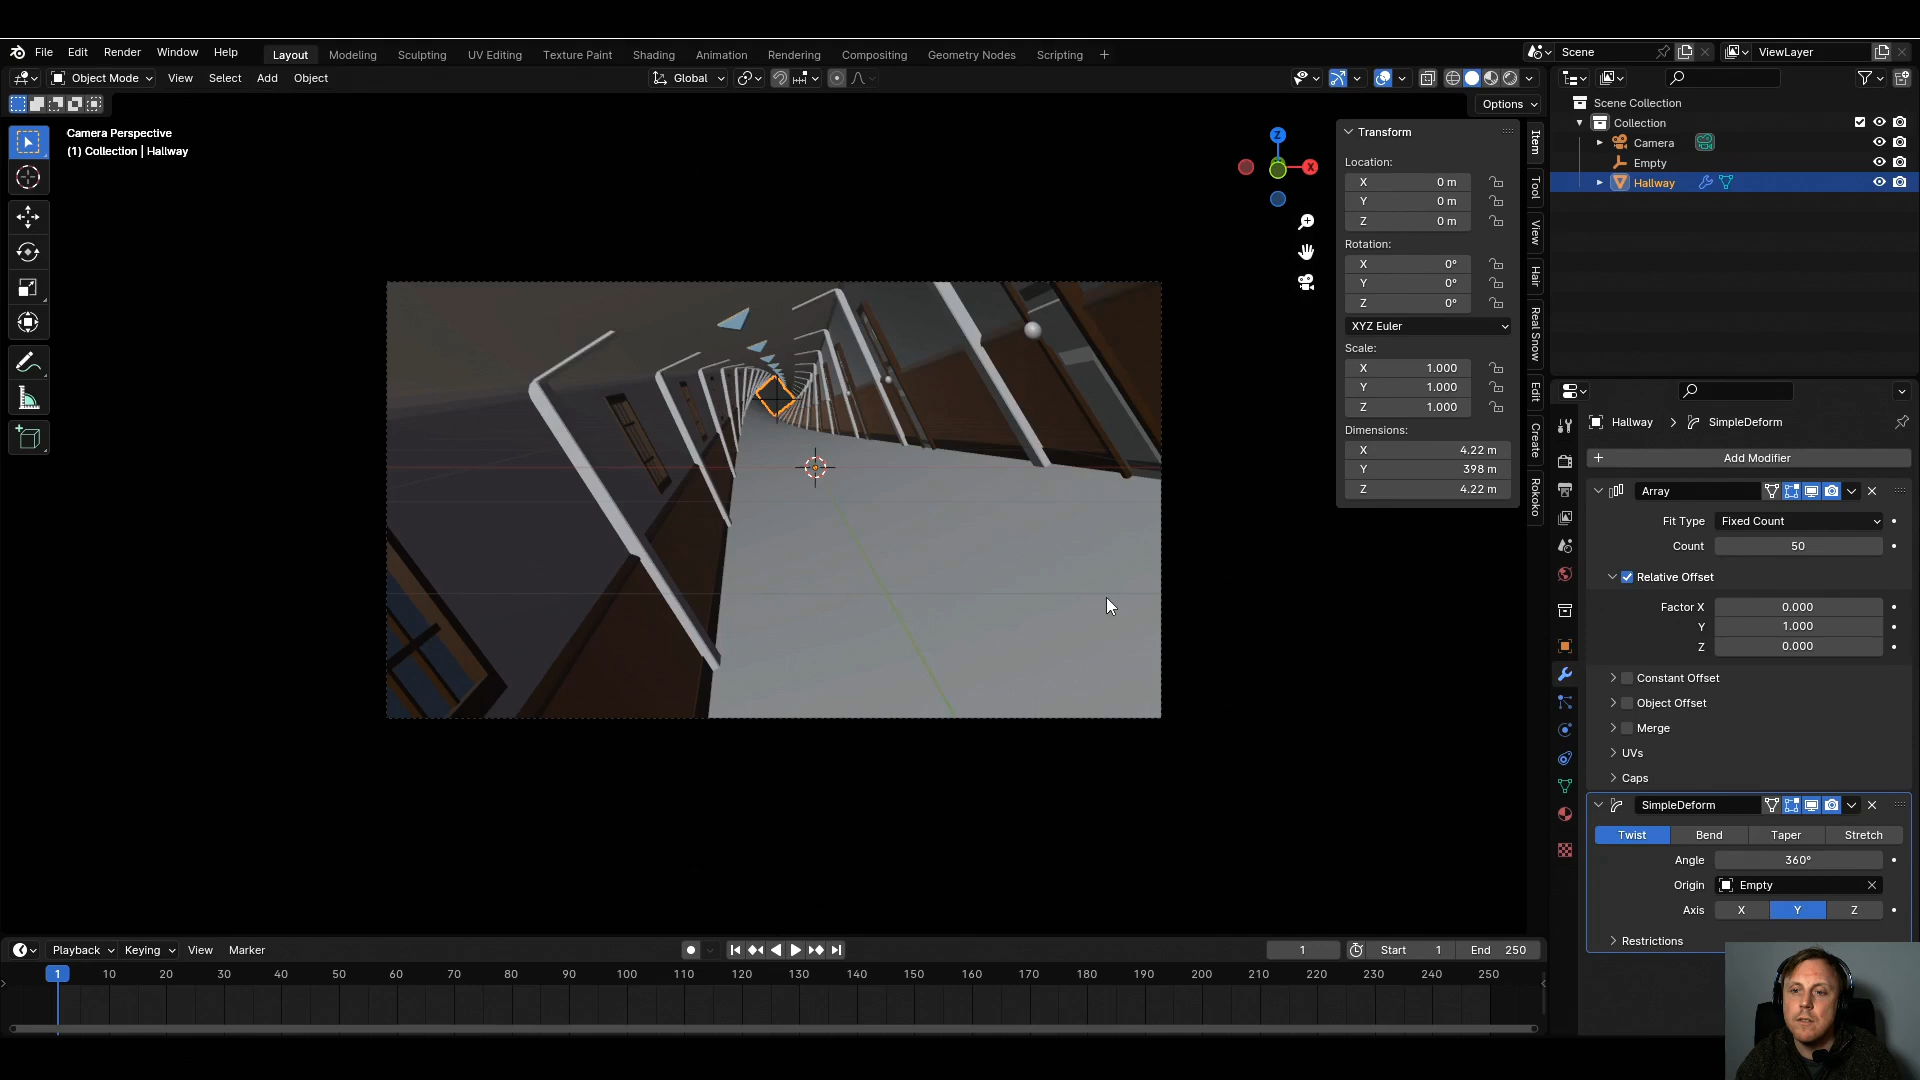 File Edit Render Window Help
Layout Modeling Sculpting UV Editing Texture Paint Shading Animation Rendering Compositing Geometry Nodes Scripting +
Scene ViewLayer
Object Mode View Select Add Object
Global
Options
Camera Perspective
(1) Collection | Hallway
Z
X
Transform
Location:
X 0 m
Y 0 m
Z 0 m
Rotation:
X 0°
Y 0°
Z 0°
XYZ Euler
Scale:
X 1.000
Y 1.000
Z 1.000
Dimensions:
X 4.22 m
Y 398 m
Z 4.22 m
Item
Tool
View
Hair
Real Snow
Edit
Create
Rokoko
Scene Collection
Collection
Camera
Empty
Hallway
Hallway > SimpleDeform
+ Add Modifier
Array
Fit Type Fixed Count
Count 50
Relative Offset
Factor X 0.000
Y 1.000
Z 0.000
Constant Offset
Object Offset
Merge
UVs
Caps
SimpleDeform
Twist Bend Taper Stretch
Angle 360°
Origin Empty
Axis X Y Z
Restrictions
Playback Keying View Marker
1 Start 1 End 250
1 10 20 30 40 50 60 70 80 90 100 110 120 130 140 150 160 170 180 190 200 210 220 230 240 250